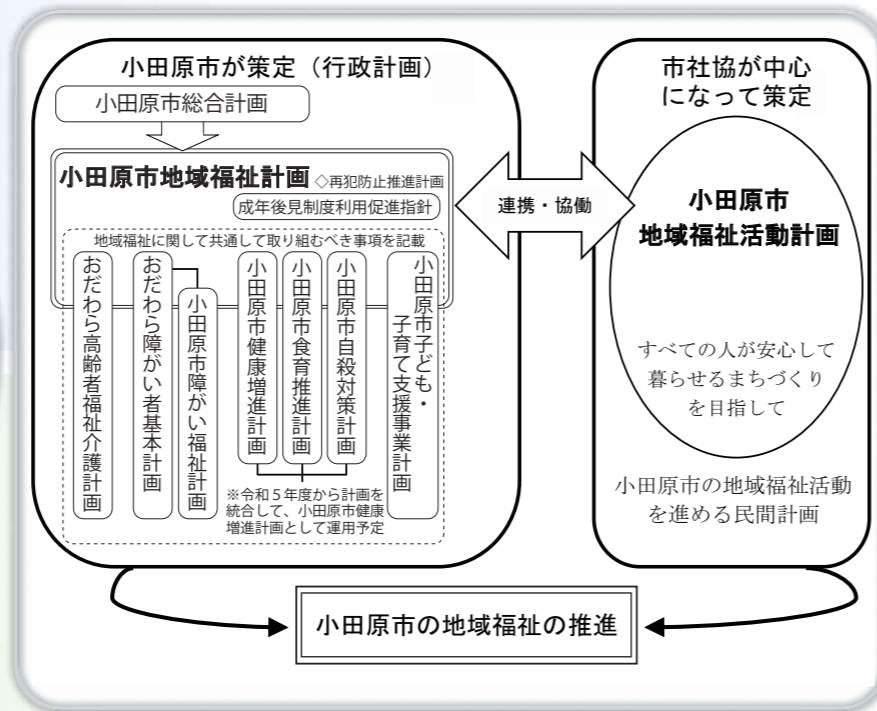 小田原市が策定（行政計画）
小田原市総合計画
小田原市地域福祉計画 ◇再犯防止推進計画
成年後見制度利用促進指針
地域福祉に関して共通して取り組むべき事項を記載
おだわら高齢者福祉介護計画
おだわら障がい者基本計画
小田原市障がい福祉計画
小田原市健康増進計画
小田原市食育推進計画
小田原市自殺対策計画
小田原市子ども・
子育て支援事業計画
※令和５年度から計画を
統合して、小田原市健康
増進計画として運用予定
連携・協働
市社協が中心
になって策定
小田原市
地域福祉活動計画
すべての人が安心して
暮らせるまちづくり
を目指して
小田原市の地域福祉活動
を進める民間計画
小田原市の地域福祉の推進